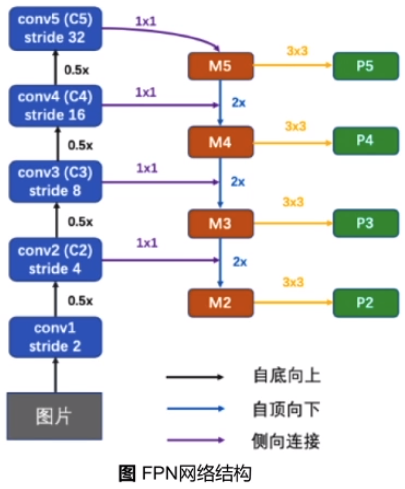 conv5 (C5)
stride 32
1x1
3x3
M5
P5
0.5x
2x
conv4 (C4)
stride 16
1x1
3x3
M4
P4
0.5x
2x
conv3 (C3)
stride 8
1x1
3x3
M3
P3
0.5x
2x
conv2 (C2)
stride 4
1x1
3x3
M2
P2
0.5x
conv1
stride 2
图片
自底向上
自顶向下
侧向连接
图 FPN网络结构